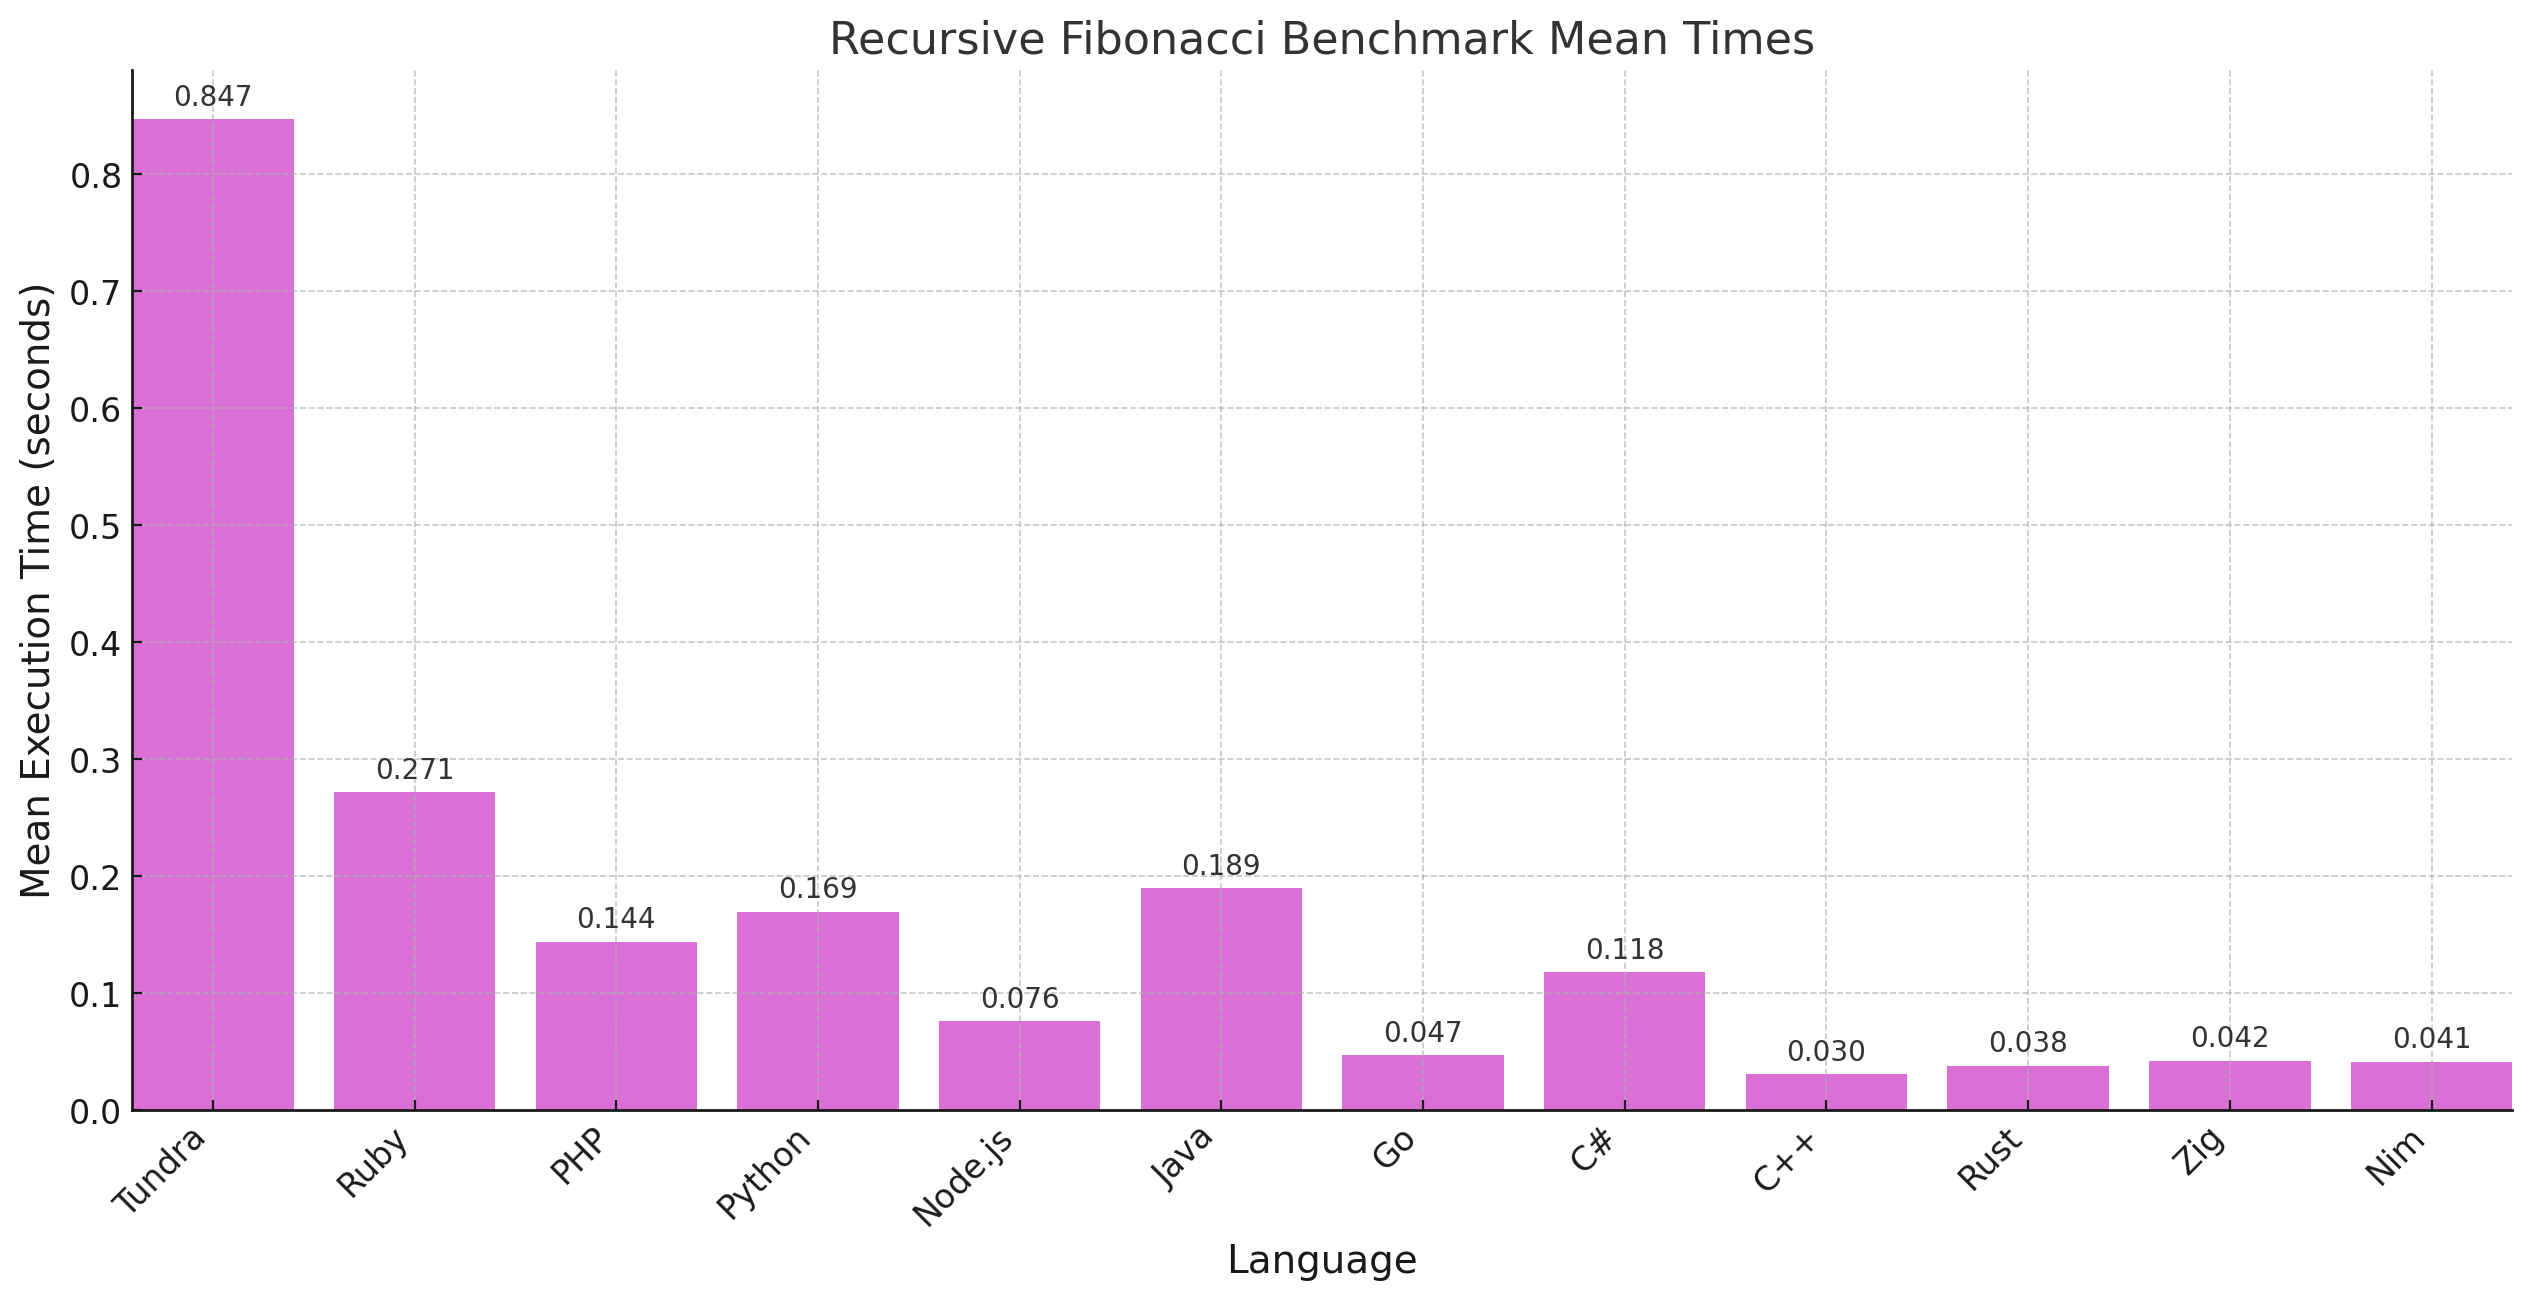 Recursive Fibonacci Benchmark Mean Times
Mean Execution Time (seconds)
0.8
0.7
0.6
0.5
0.4
0.3
0.2
0.1
0.0
0.847
0.271
0.144
0.169
0.076
0.189
0.047
0.118
0.030
0.038
0.042
0.041
Tundra
Ruby
PHP
Python
Node.js
Java
Go
C#
C++
Rust
Zig
Nim
Language